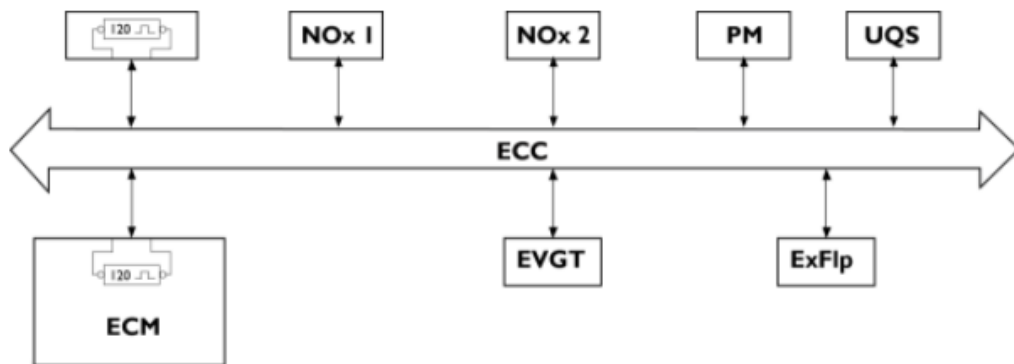 120
NOx 1
NOx 2
PM
UQS
ECC
120
ECM
EVGT
ExFlp